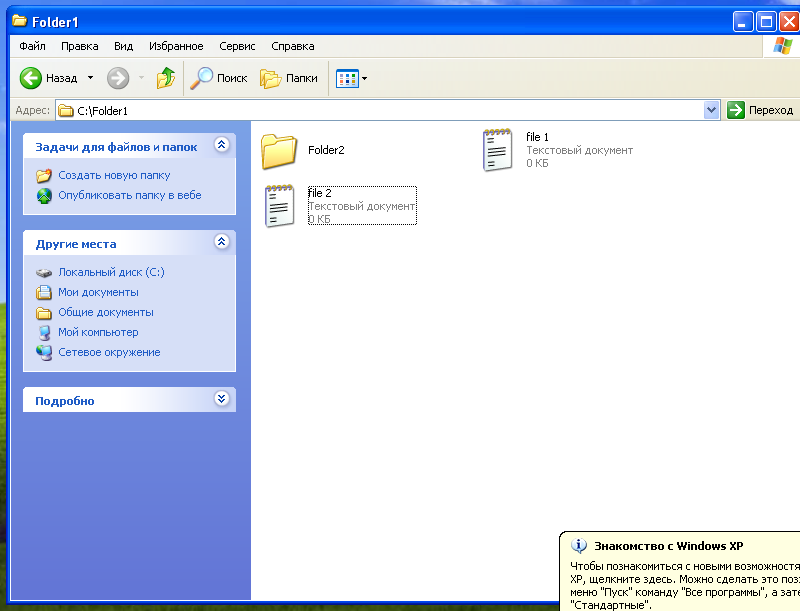 Folder1
Файл Правка Вид Избранное Сервис Справка
Назад Поиск Папки
Адрес: C:\Folder1 Переход
Задачи для файлов и папок
Создать новую папку
Опубликовать папку в вебе
Другие места
Локальный диск (C:)
Мои документы
Общие документы
Мой компьютер
Сетевое окружение
Подробно
Folder2
file 1
Текстовый документ
0 КБ
file 2
Текстовый документ
0 КБ
Знакомство с Windows XP
Чтобы познакомиться с новыми возможностя
XP, щелкните здесь. Можно сделать это поз
меню "Пуск" команду "Все программы", а зате
"Стандартные".